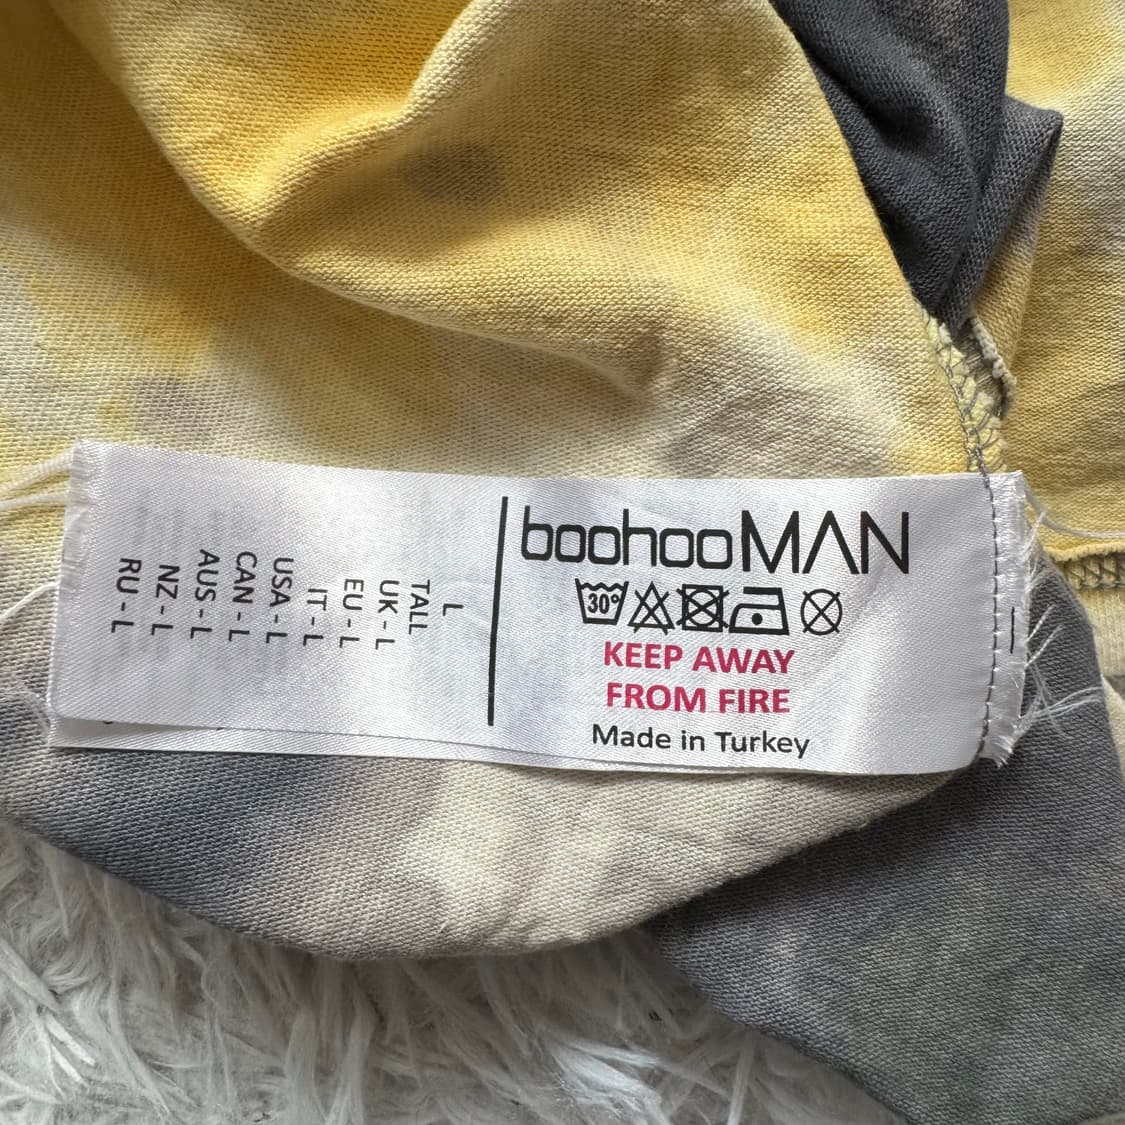 boohooMAN
30°
KEEP AWAY
FROM FIRE
Made in Turkey
L
TALL
UK - L
EU - L
IT - L
USA - L
CAN - L
AUS - L
NZ - L
RU - L